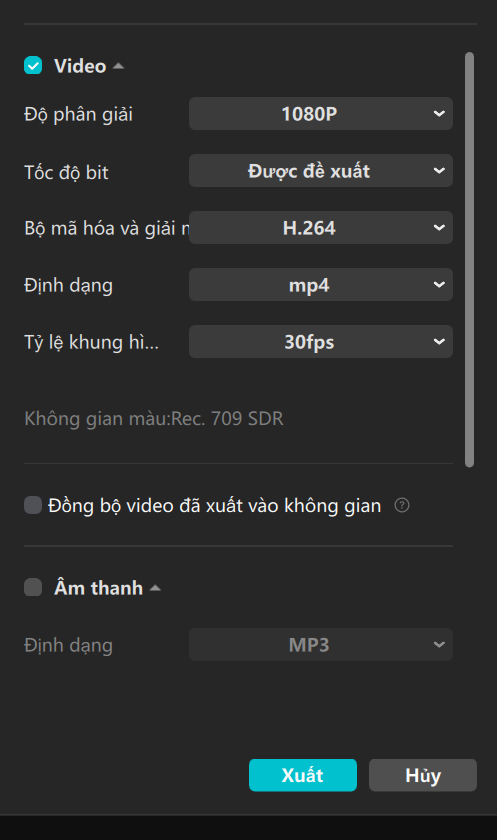 Video
Độ phân giải 1080P
Tốc độ bit Được đề xuất
Bộ mã hóa và giải m H.264
Định dạng mp4
Tỷ lệ khung hì... 30fps
Không gian màu:Rec. 709 SDR
Đồng bộ video đã xuất vào không gian ?
Âm thanh
Định dạng MP3
Xuất Hủy